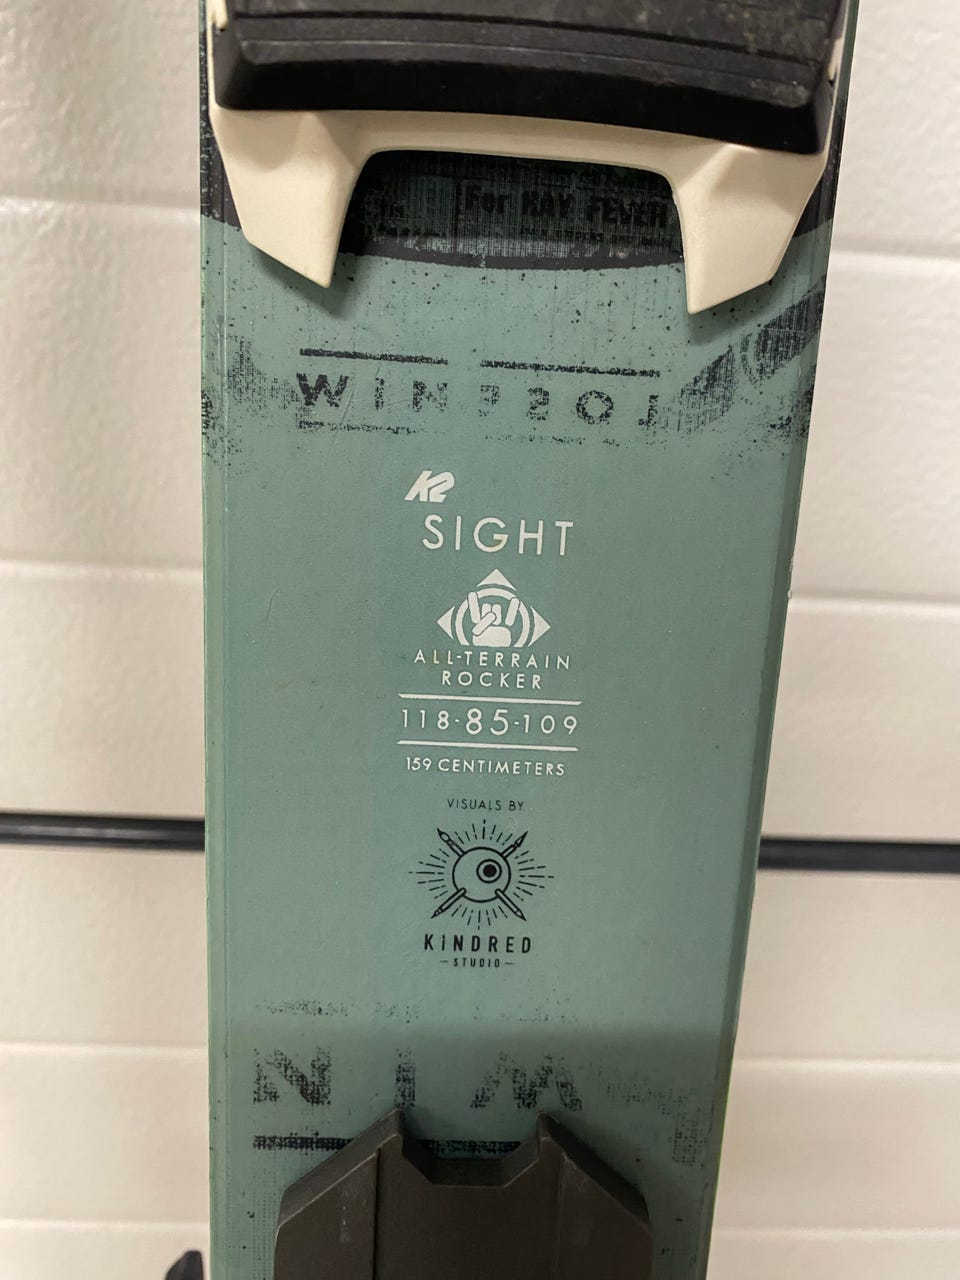 For HAY FEVER
K2
SIGHT
ALL-TERRAIN
ROCKER
118-85-109
159 CENTIMETERS
VISUALS BY
KINDRED
-STUDIO-